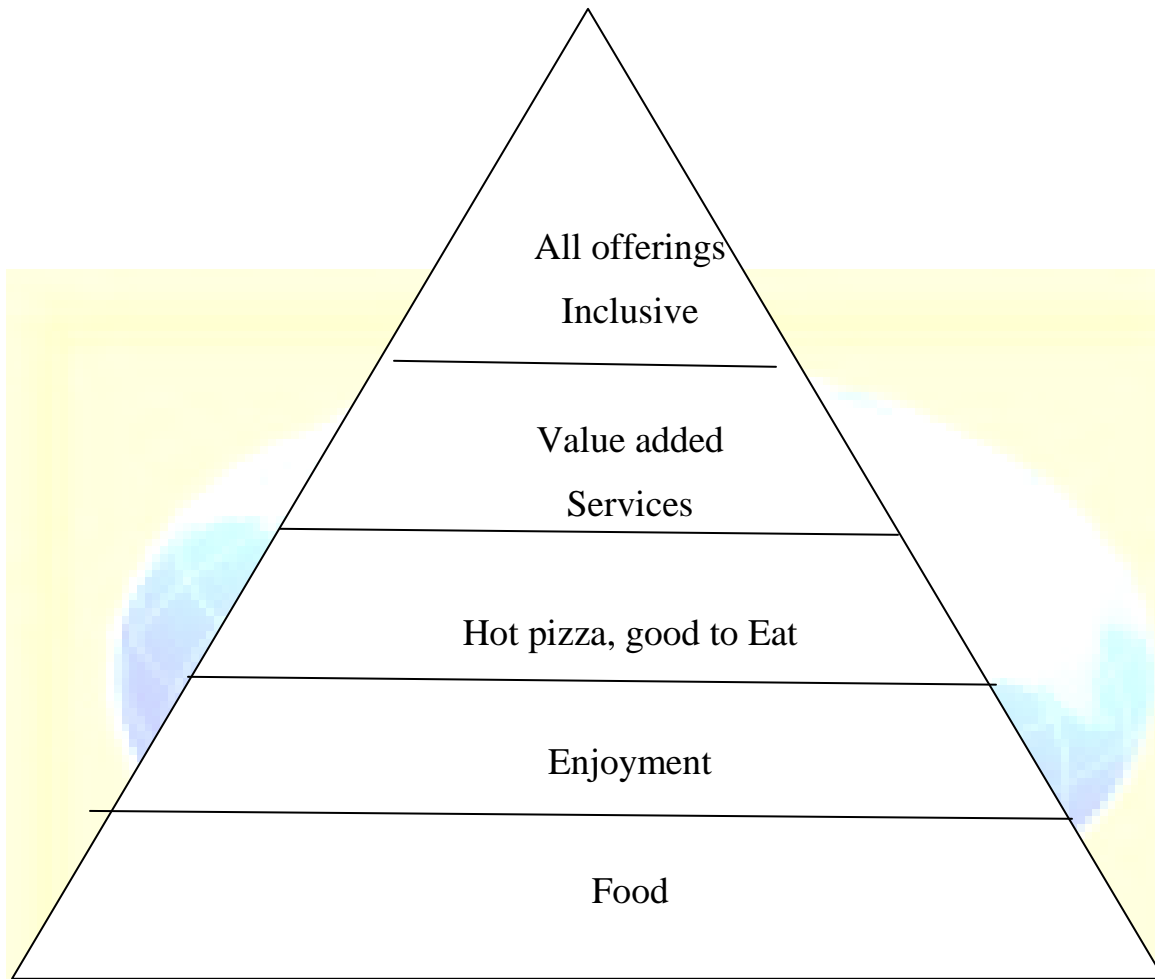 All offerings
Inclusive
Value added
Services
Hot pizza, good to Eat
Enjoyment
Food